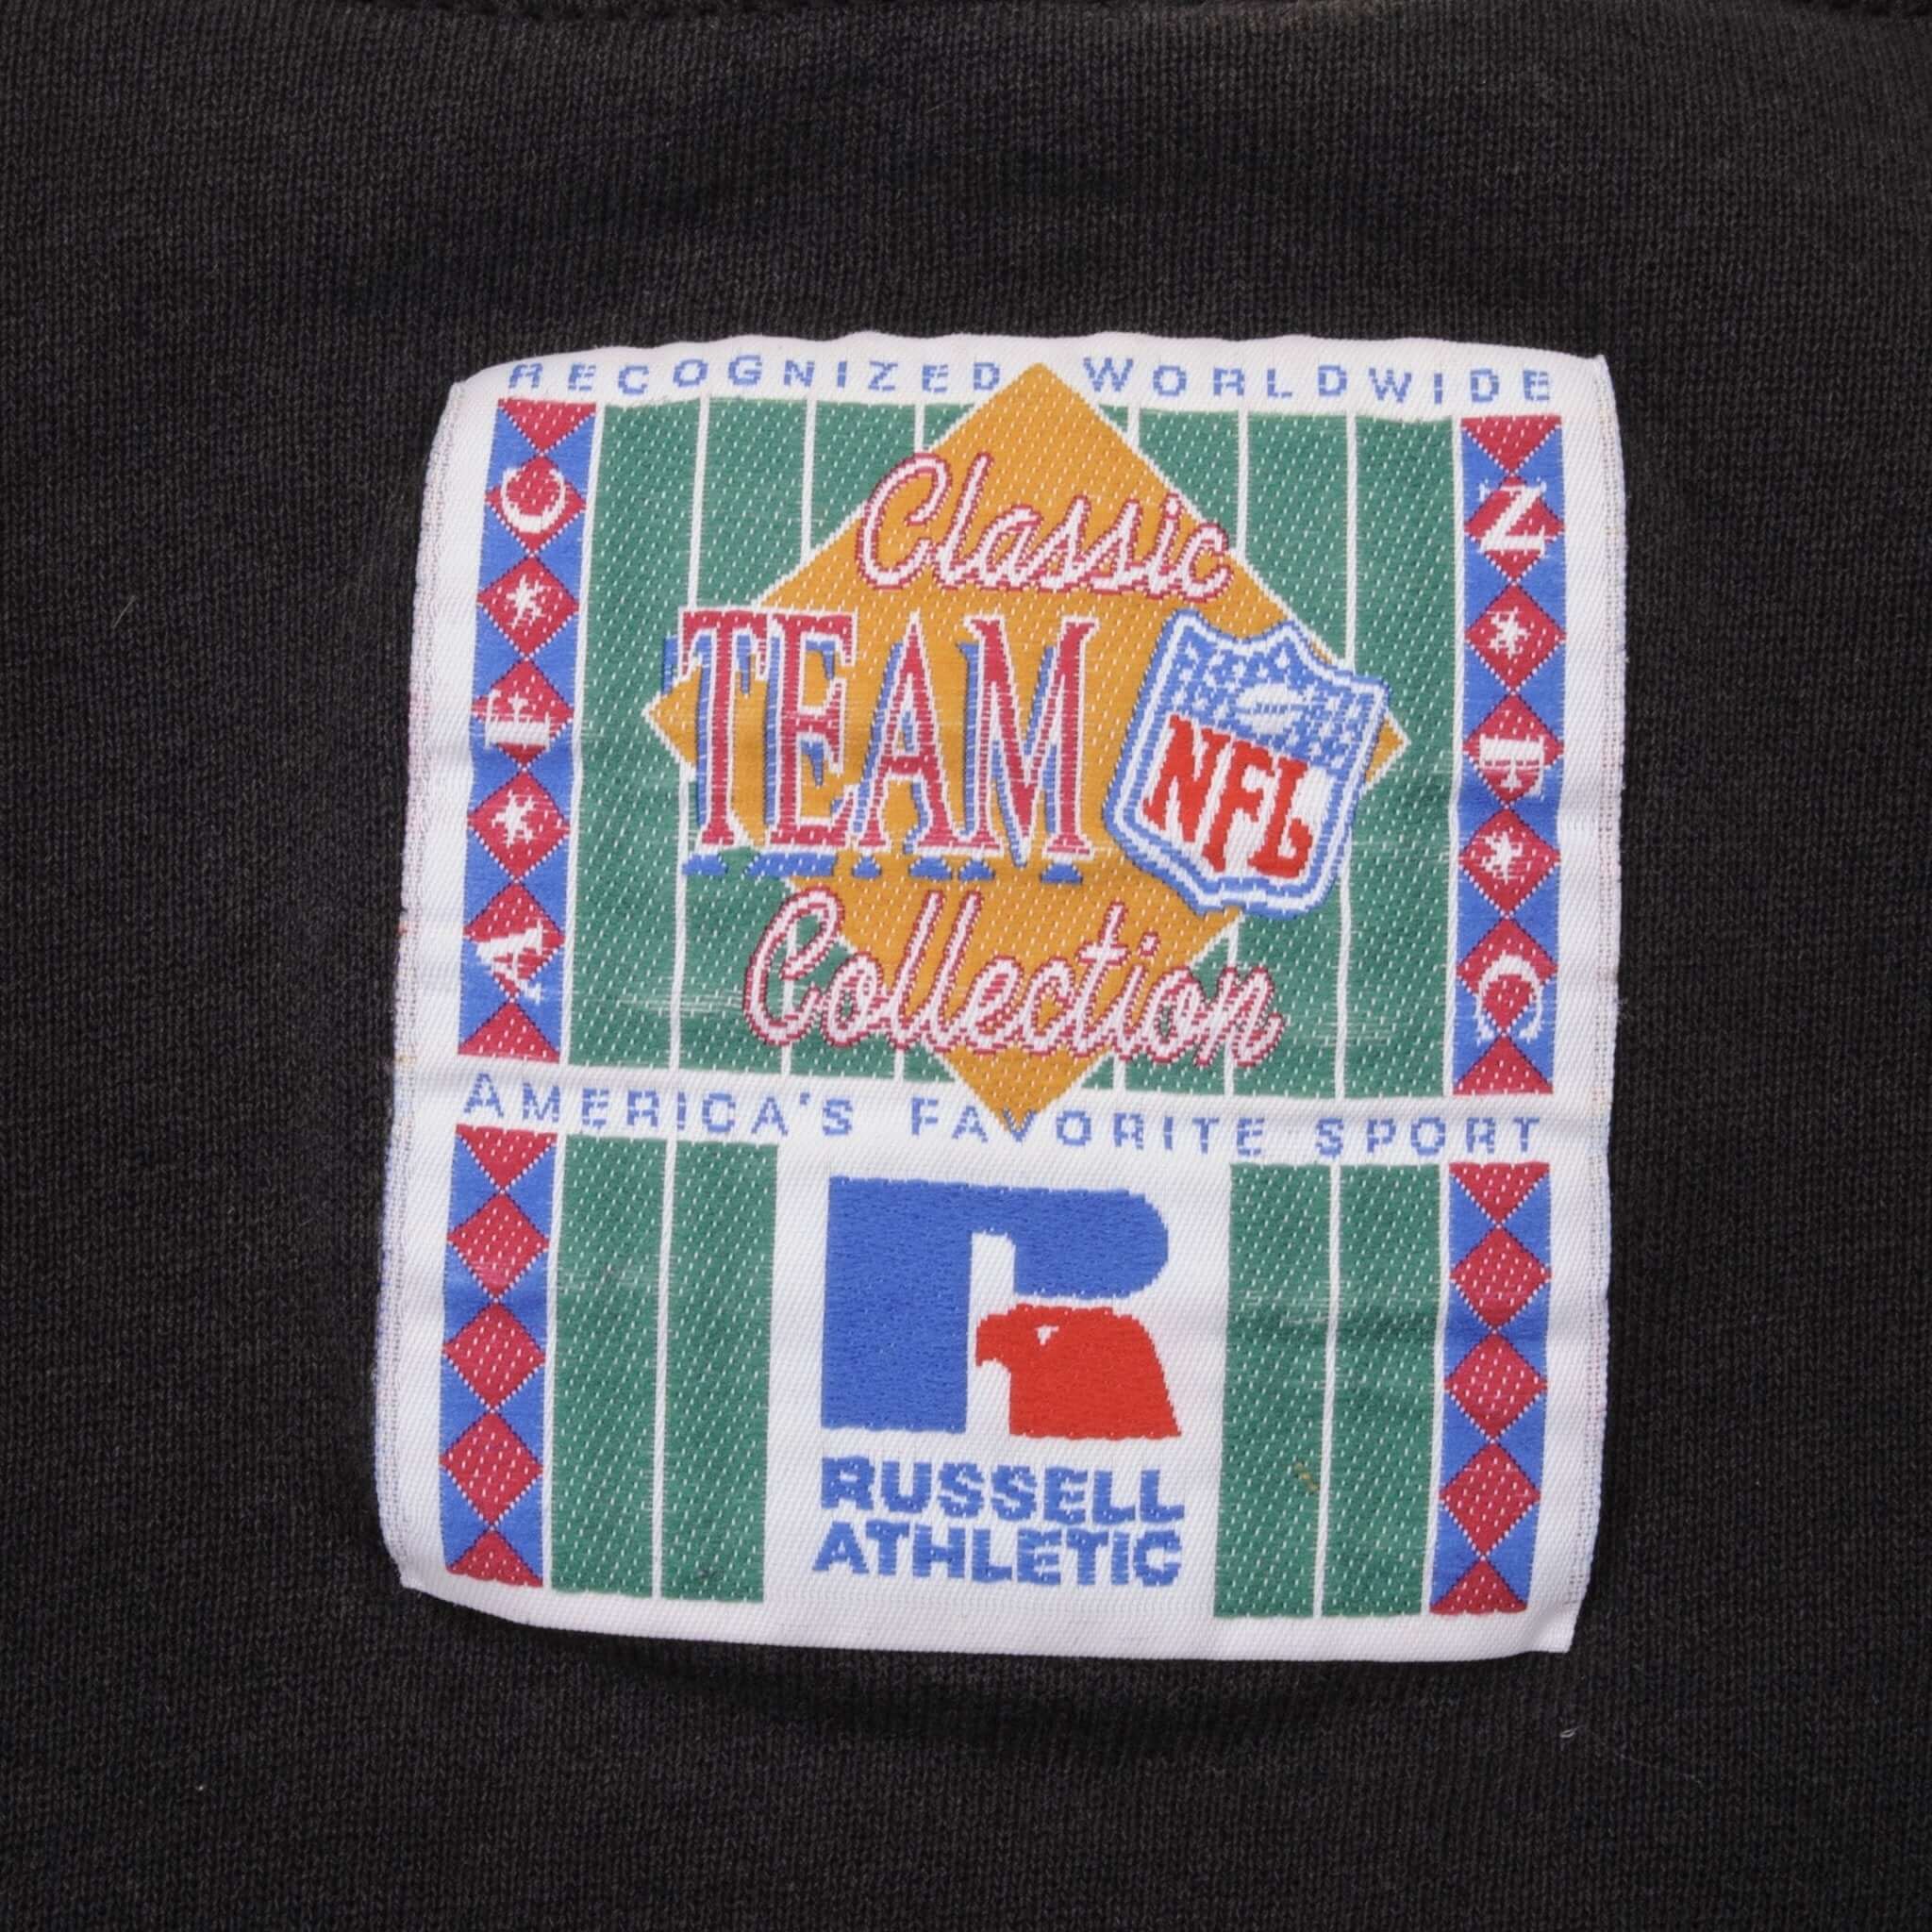 RECOGNIZED WORLDWIDE
A*F*C
Classic
TEAM
NFL
Collection
N*F*C
AMERICA'S FAVORITE SPORT
R
RUSSELL
ATHLETIC